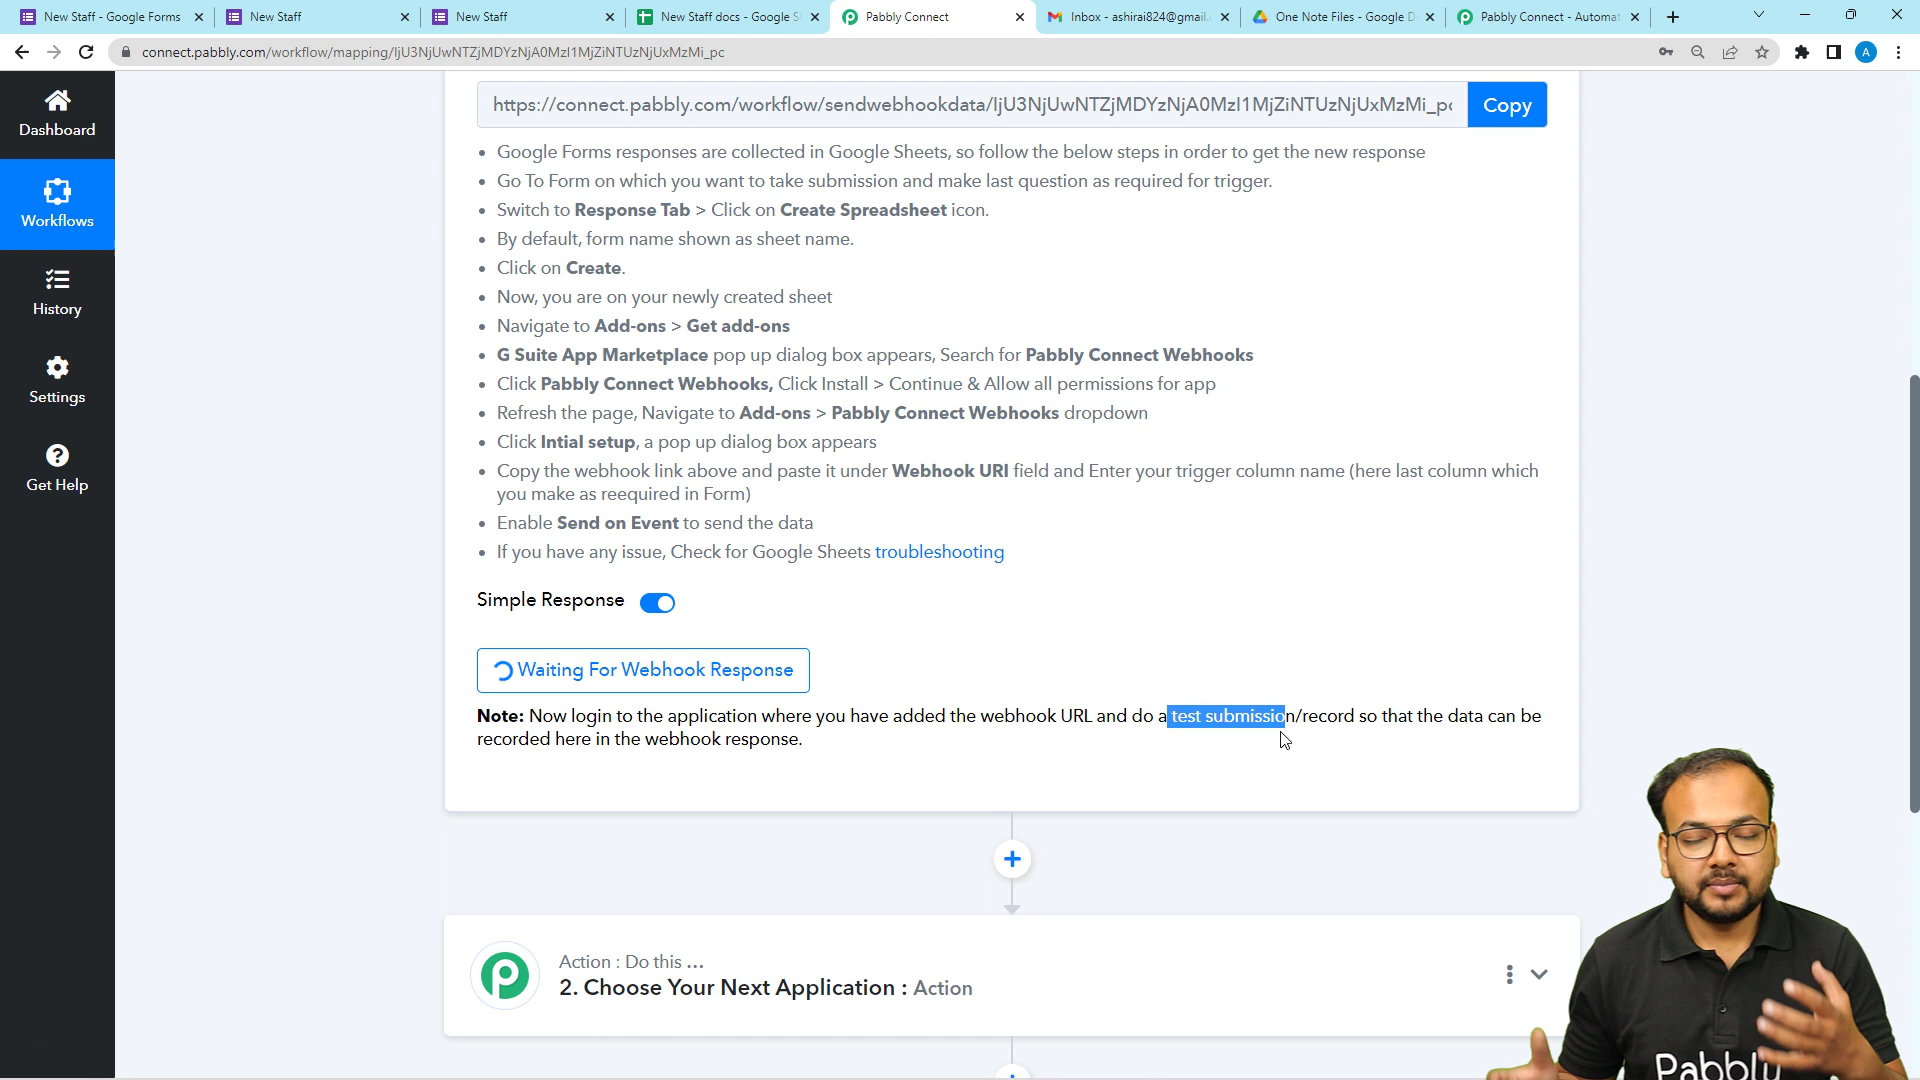 New Staff - Google Forms
New Staff
New Staff
New Staff docs - Google S
Pabbly Connect
Inbox - ashirai824@gmail.
One Note Files - Google D
Pabbly Connect - Automat
connect.pabbly.com/workflow/mapping/IjU3NjUwNTZjMDYzNjA0MzI1MjZiNTUzNjUxMzMi_pc
A
Dashboard
Workflows
History
Settings
Get Help
https://connect.pabbly.com/workflow/sendwebhookdata/IjU3NjUwNTZjMDYzNjA0MzI1MjZiNTUzNjUxMzMi_pc
Copy
• Google Forms responses are collected in Google Sheets, so follow the below steps in order to get the new response
• Go To Form on which you want to take submission and make last question as required for trigger.
• Switch to Response Tab > Click on Create Spreadsheet icon.
• By default, form name shown as sheet name.
• Click on Create.
• Now, you are on your newly created sheet
• Navigate to Add-ons > Get add-ons
• G Suite App Marketplace pop up dialog box appears, Search for Pabbly Connect Webhooks
• Click Pabbly Connect Webhooks, Click Install > Continue & Allow all permissions for app
• Refresh the page, Navigate to Add-ons > Pabbly Connect Webhooks dropdown
• Click Intial setup, a pop up dialog box appears
• Copy the webhook link above and paste it under Webhook URI field and Enter your trigger column name (here last column which
you make as reequired in Form)
• Enable Send on Event to send the data
• If you have any issue, Check for Google Sheets troubleshooting
Simple Response
Waiting For Webhook Response
Note: Now login to the application where you have added the webhook URL and do a test submission/record so that the data can be
recorded here in the webhook response.
Action : Do this ...
2. Choose Your Next Application : Action
Pabbly